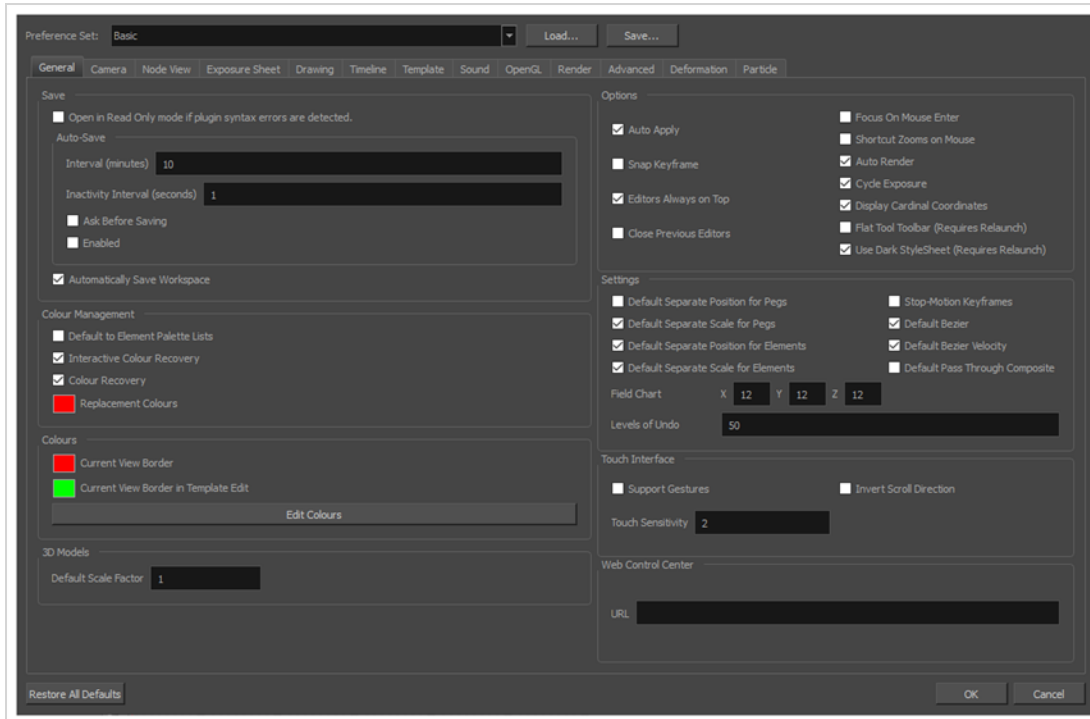 Preference Set: Basic Load... Save...
General Camera Node View Exposure Sheet Drawing Timeline Template Sound OpenGL Render Advanced Deformation Particle
Save
Open in Read Only mode if plugin syntax errors are detected.
Auto-Save
Interval (minutes) 10
Inactivity Interval (seconds) 1
Ask Before Saving
Enabled
Automatically Save Workspace
Colour Management
Default to Element Palette Lists
Interactive Colour Recovery
Colour Recovery
Replacement Colours
Colours
Current View Border
Current View Border in Template Edit
Edit Colours
3D Models
Default Scale Factor 1
Options
Auto Apply
Snap Keyframe
Editors Always on Top
Close Previous Editors
Focus On Mouse Enter
Shortcut Zooms on Mouse
Auto Render
Cycle Exposure
Display Cardinal Coordinates
Flat Tool Toolbar (Requires Relaunch)
Use Dark StyleSheet (Requires Relaunch)
Settings
Default Separate Position for Pegs
Default Separate Scale for Pegs
Default Separate Position for Elements
Default Separate Scale for Elements
Stop-Motion Keyframes
Default Bezier
Default Bezier Velocity
Default Pass Through Composite
Field Chart X 12 Y 12 Z 12
Levels of Undo 50
Touch Interface
Support Gestures Invert Scroll Direction
Touch Sensitivity 2
Web Control Center
URL
Restore All Defaults OK Cancel